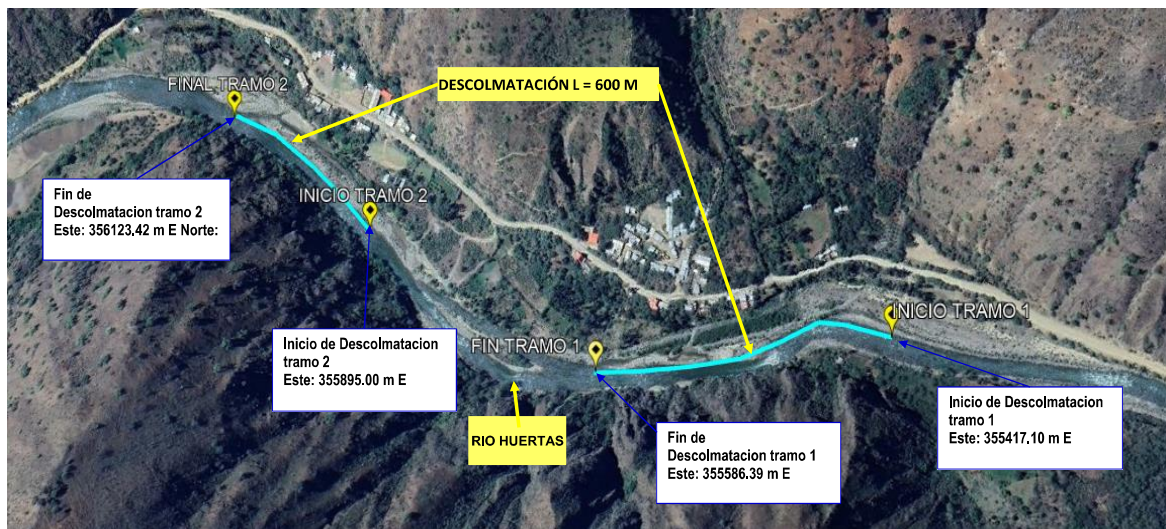 FINAL TRAMO 2
DESCOLMATACIÓN L = 600 M
Fin de
Descolmatacion tramo 2
Este: 356123,42 m E Norte:
INICIO TRAMO 2
INICIO TRAMO 1
Inicio de Descolmatacion
tramo 2
Este: 355895.00 m E
FIN TRAMO 1
RIO HUERTAS
Fin de
Descolmatacion tramo 1
Este: 355586.39 m E
Inicio de Descolmatacion
tramo 1
Este: 355417.10 m E